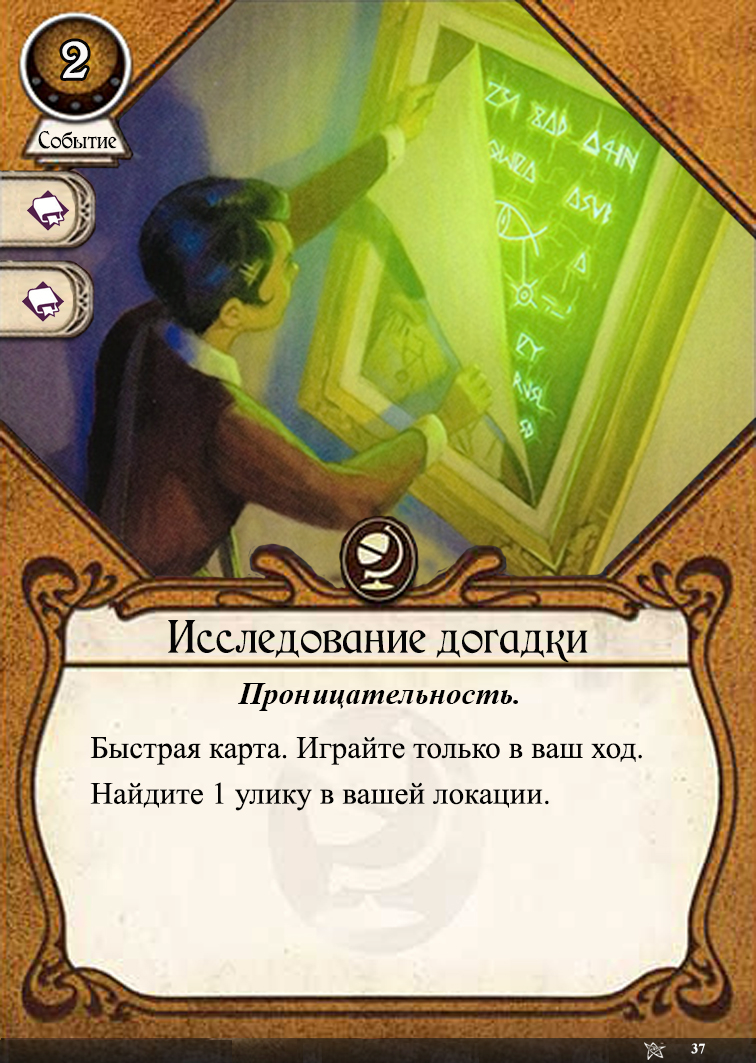 2
Событие
Исследование догадки
Проницательность.
Быстрая карта. Играйте только в ваш ход.
Найдите 1 улику в вашей локации.
37